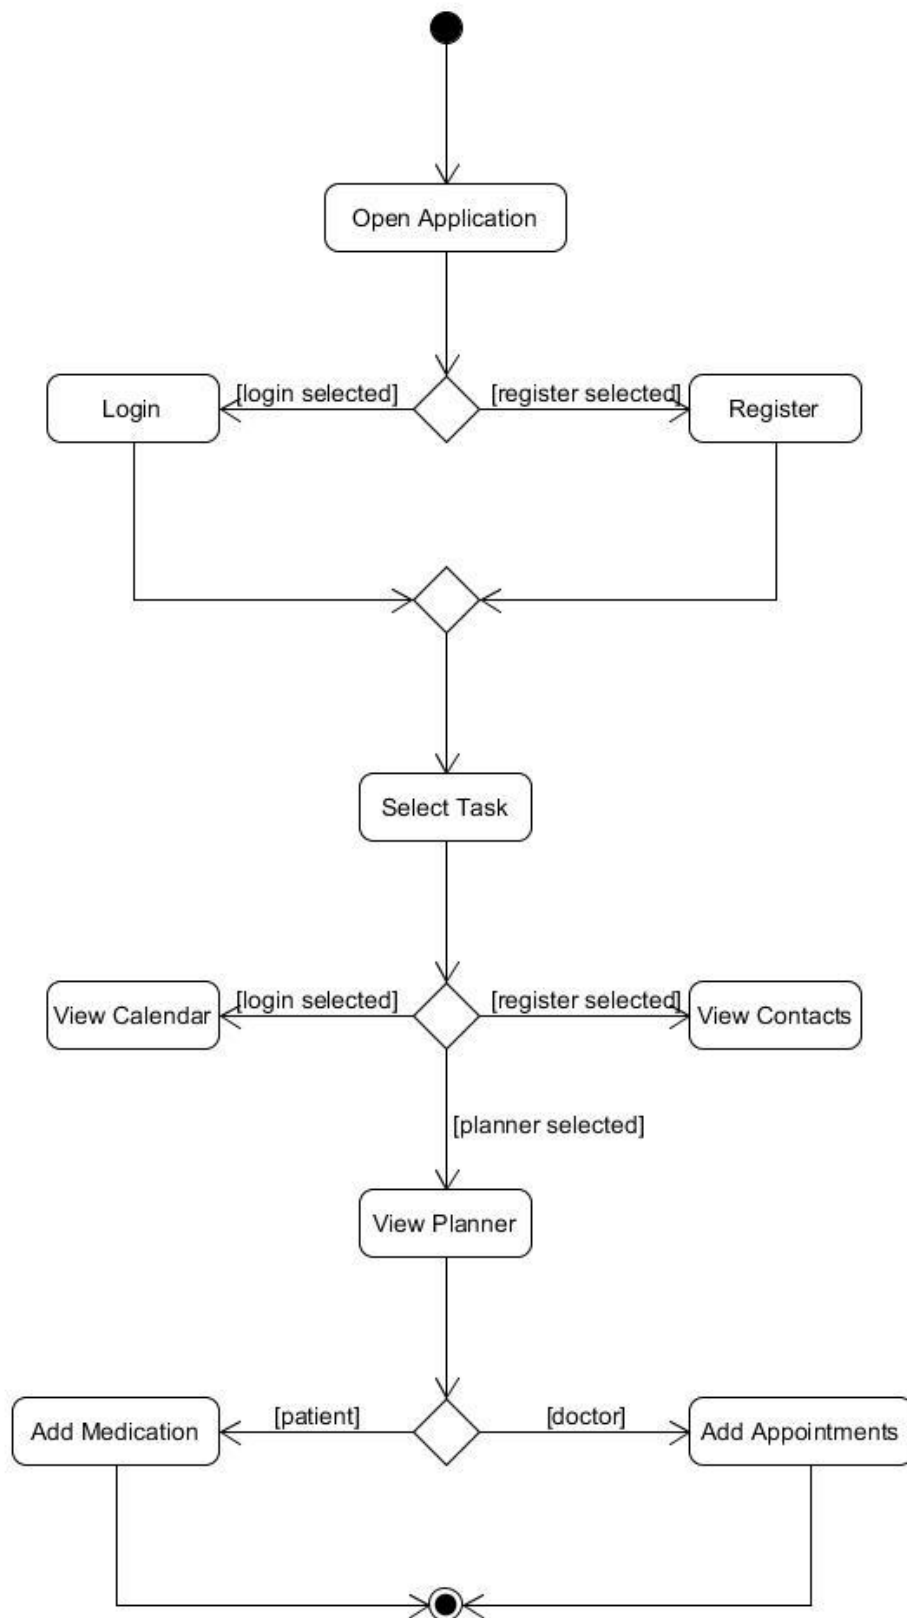 Open Application
Login
[login selected]
[register selected]
Register
Select Task
View Calendar
[login selected]
[register selected]
View Contacts
[planner selected]
View Planner
Add Medication
[patient]
[doctor]
Add Appointments